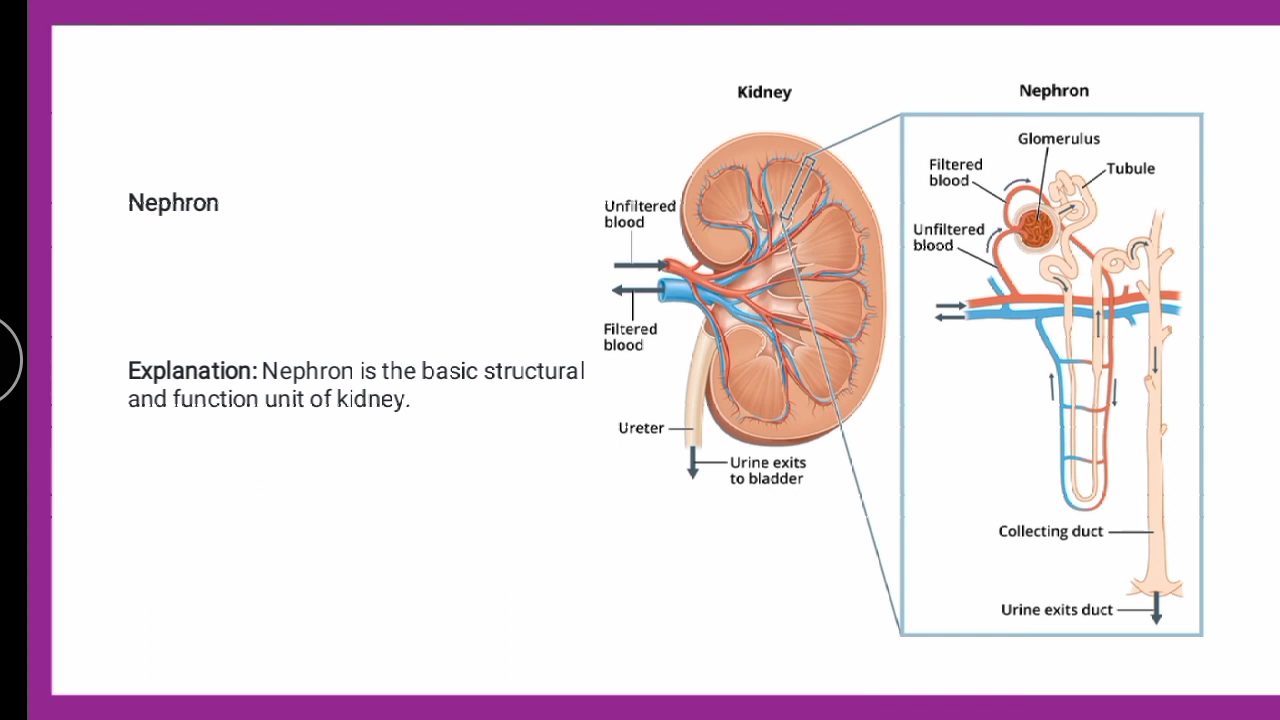 Nephron
Explanation: Nephron is the basic structural
and function unit of kidney.
Kidney
Unfiltered
blood
Filtered
blood
Ureter
Urine exits
to bladder
Nephron
Glomerulus
Filtered
blood
Tubule
Unfiltered
blood
Collecting duct
Urine exits duct